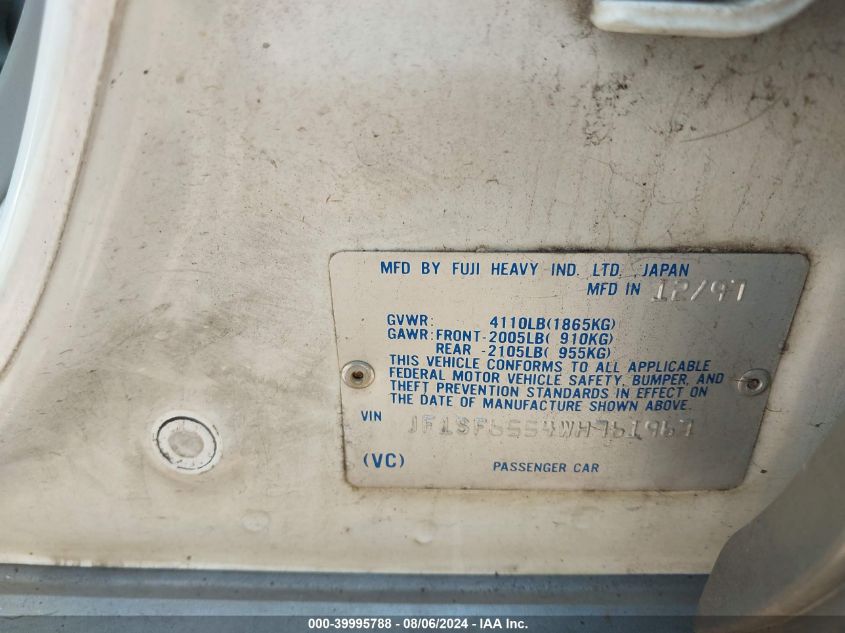 MFD BY FUJI HEAVY IND. LTD. JAPAN
MFD IN 12/97
GVWR: 4110LB(1865KG)
GAWR: FRONT-2005LB( 910KG)
REAR -2105LB( 955KG)
THIS VEHICLE CONFORMS TO ALL APPLICABLE
FEDERAL MOTOR VEHICLE SAFETY, BUMPER, AND
THEFT PREVENTION STANDARDS IN EFFECT ON
THE DATE OF MANUFACTURE SHOWN ABOVE.
VIN JF1SF6554WH761967
(VC) PASSENGER CAR
000-39995788 - 08/06/2024 - IAA Inc.